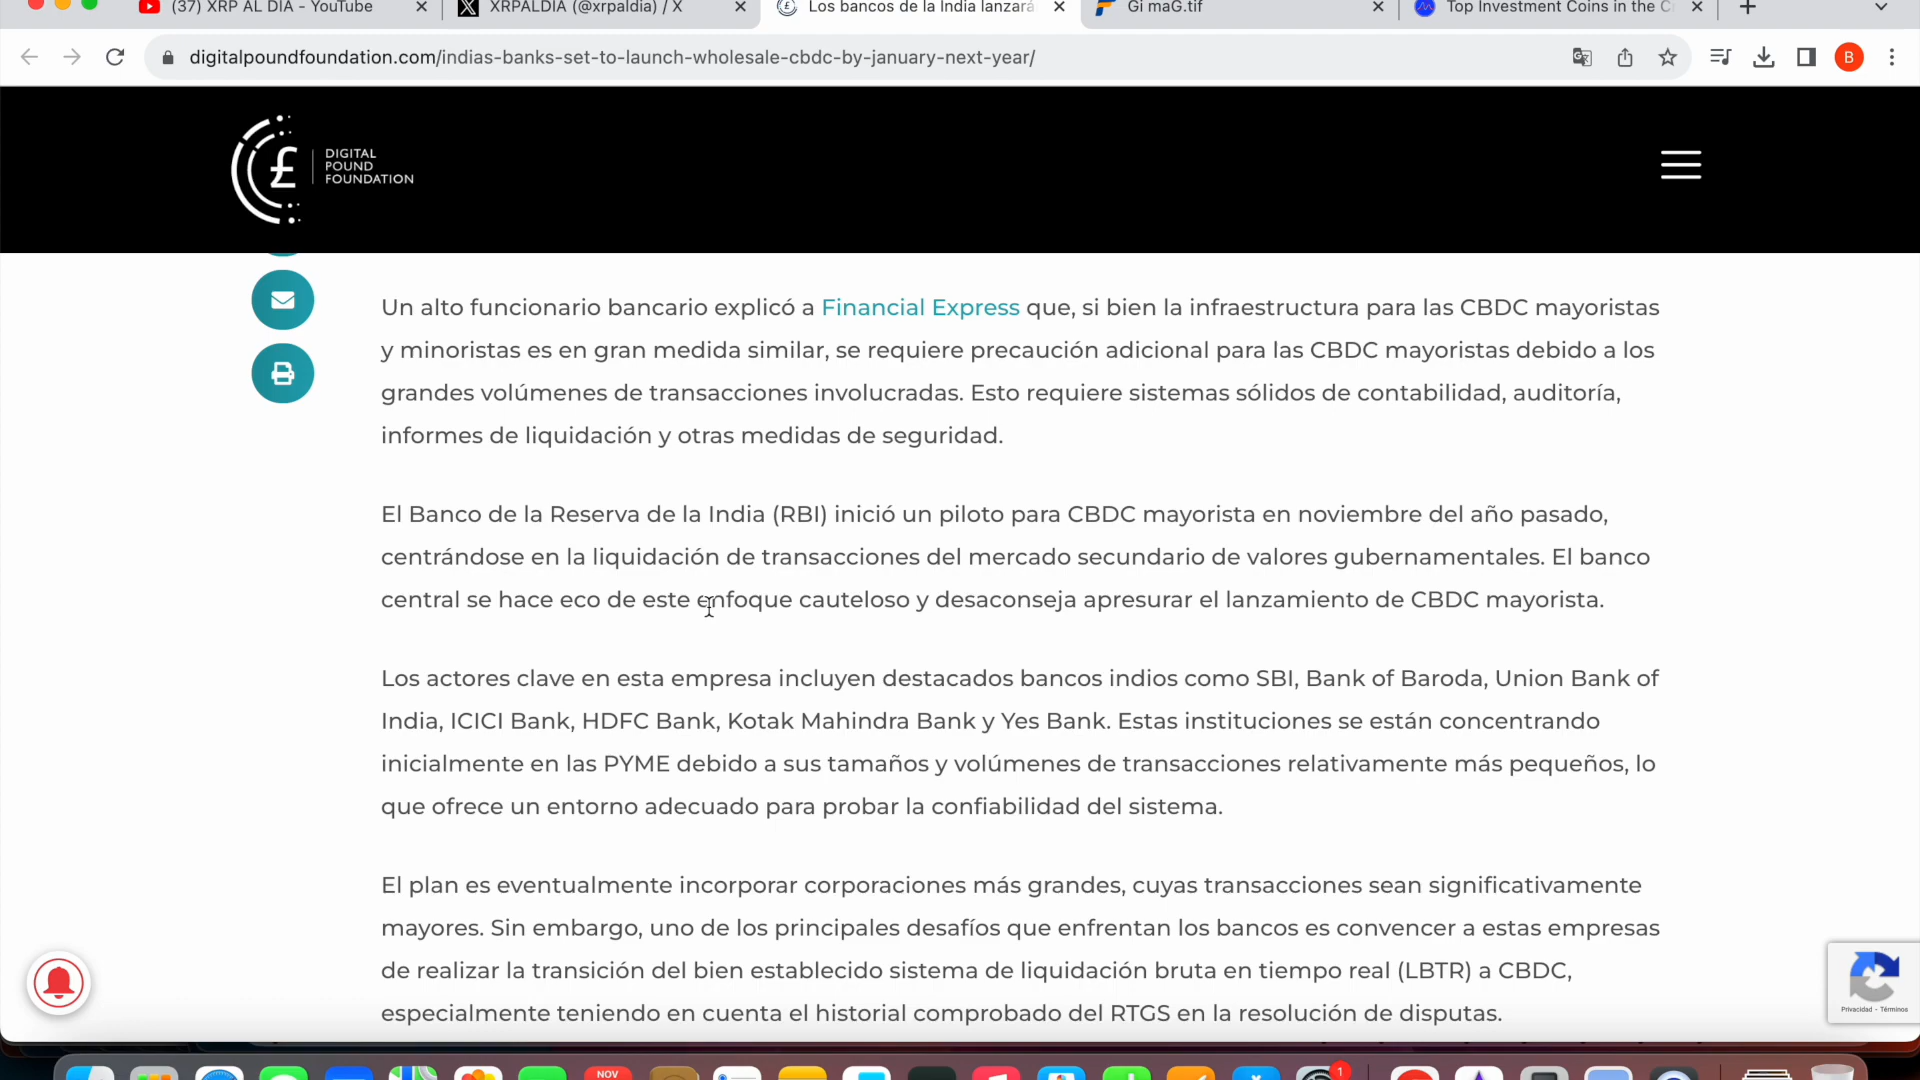 (37) XRP AL DIA - YouTube
XRPALDIA (@xrpaldia) / X
Los bancos de la India lanzará
Gi maG.tif
Top Investment Coins in the C
digitalpoundfoundation.com/indias-banks-set-to-launch-wholesale-cbdc-by-january-next-year/
B
£
DIGITAL
POUND
FOUNDATION
Un alto funcionario bancario explicó a Financial Express que, si bien la infraestructura para las CBDC mayoristas
y minoristas es en gran medida similar, se requiere precaución adicional para las CBDC mayoristas debido a los
grandes volúmenes de transacciones involucradas. Esto requiere sistemas sólidos de contabilidad, auditoría,
informes de liquidación y otras medidas de seguridad.
El Banco de la Reserva de la India (RBI) inició un piloto para CBDC mayorista en noviembre del año pasado,
centrándose en la liquidación de transacciones del mercado secundario de valores gubernamentales. El banco
central se hace eco de este enfoque cauteloso y desaconseja apresurar el lanzamiento de CBDC mayorista.
Los actores clave en esta empresa incluyen destacados bancos indios como SBI, Bank of Baroda, Union Bank of
India, ICICI Bank, HDFC Bank, Kotak Mahindra Bank y Yes Bank. Estas instituciones se están concentrando
inicialmente en las PYME debido a sus tamaños y volúmenes de transacciones relativamente más pequeños, lo
que ofrece un entorno adecuado para probar la confiabilidad del sistema.
El plan es eventualmente incorporar corporaciones más grandes, cuyas transacciones sean significativamente
mayores. Sin embargo, uno de los principales desafíos que enfrentan los bancos es convencer a estas empresas
de realizar la transición del bien establecido sistema de liquidación bruta en tiempo real (LBTR) a CBDC,
especialmente teniendo en cuenta el historial comprobado del RTGS en la resolución de disputas.
Privacidad - Términos
NOV
1